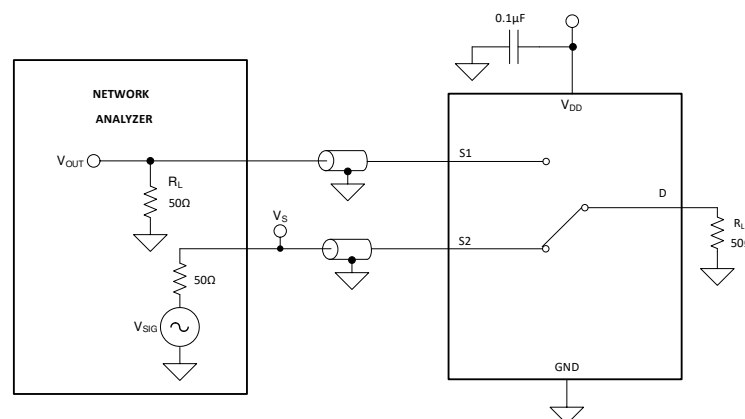 0.1µF
V_DD
NETWORK
ANALYZER
V_OUT
R_L
50Ω
S1
D
R_L
V_S
S2
50Ω
V_SIG
GND